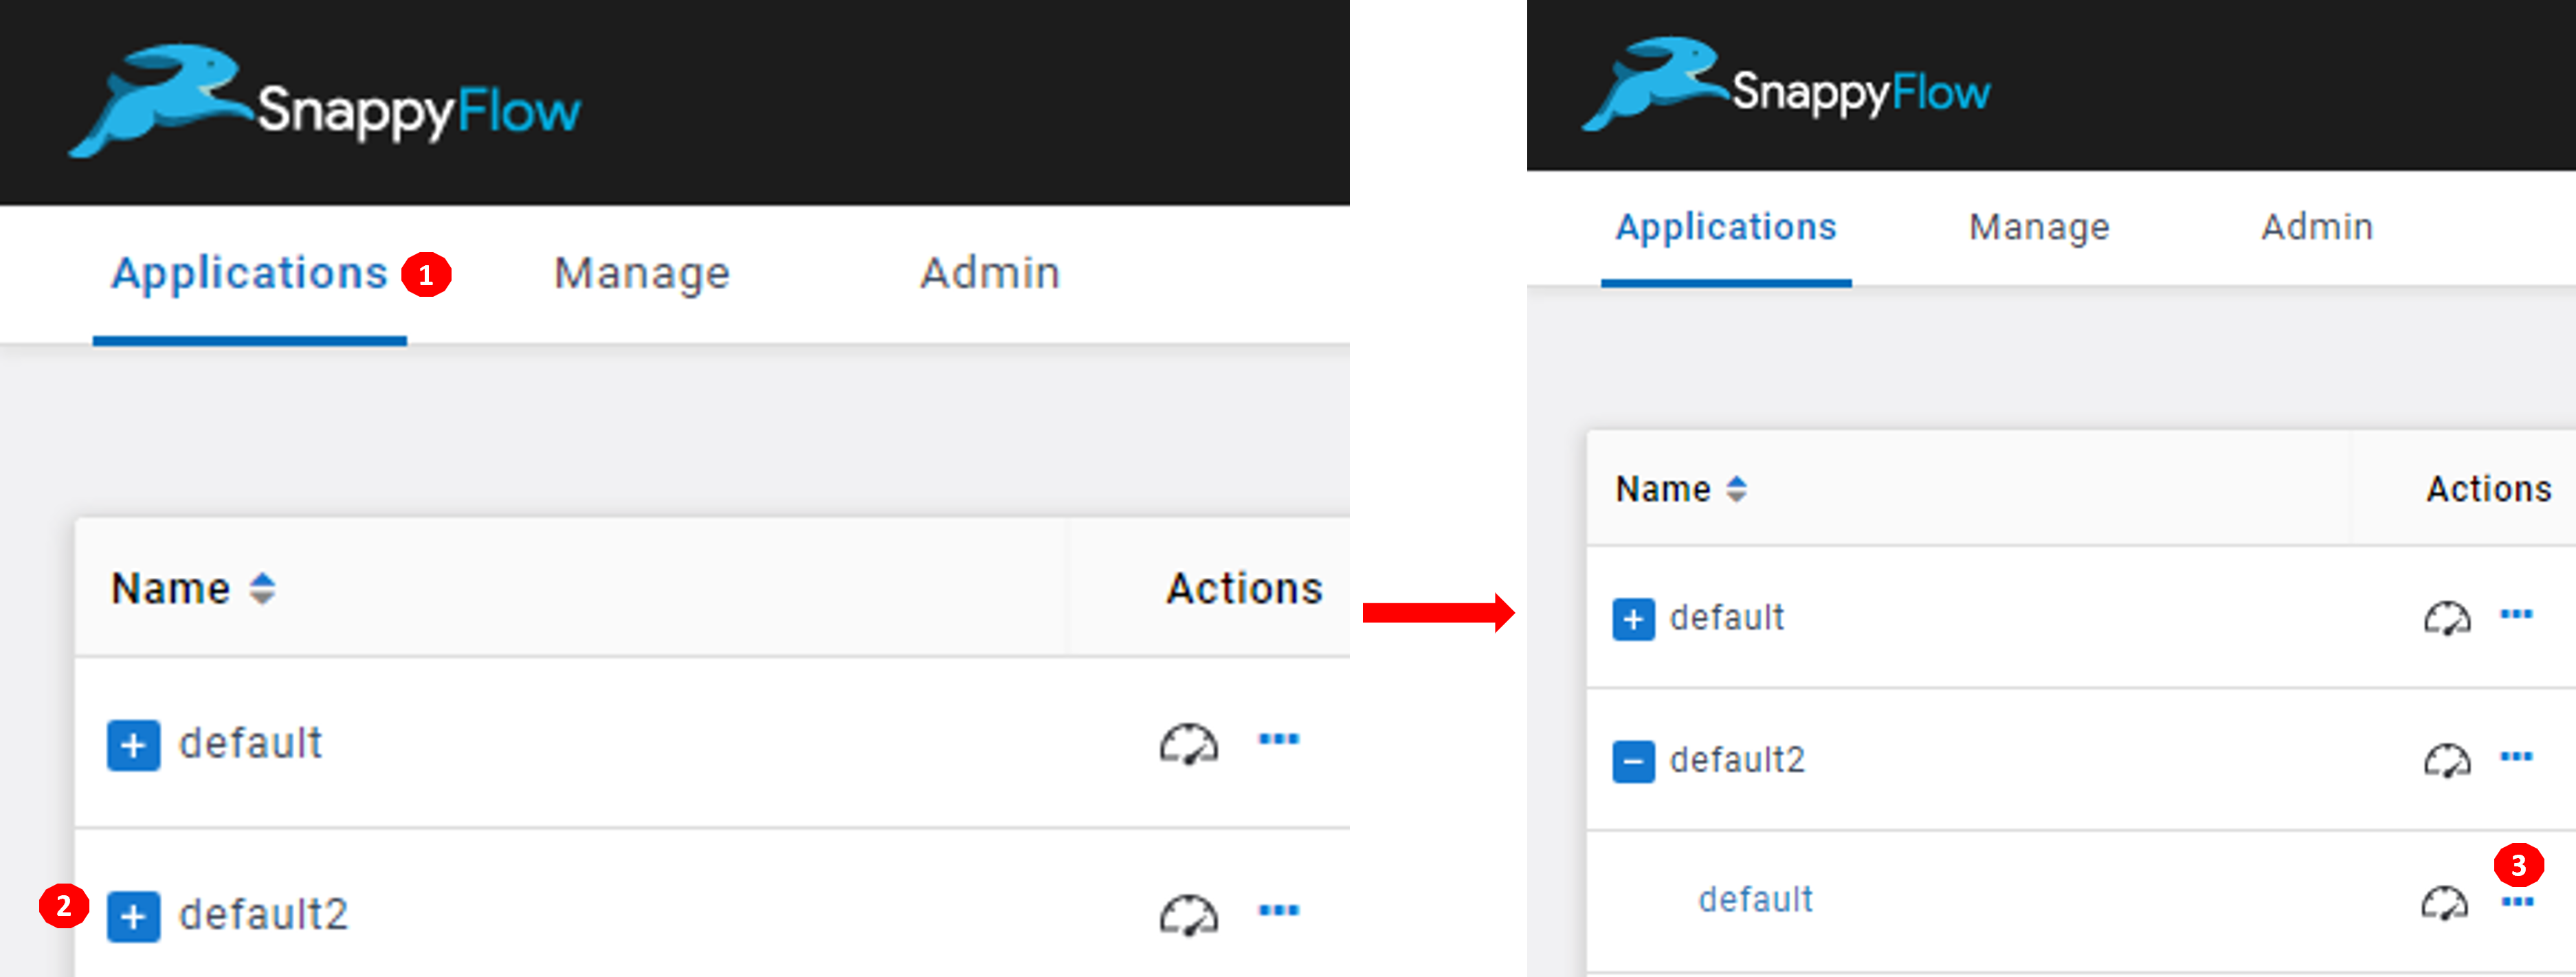 SnappyFlow
Applications 1 Manage Admin
Name Actions
default
2 default2
SnappyFlow
Applications Manage Admin
Name Actions
default
default2
3
default